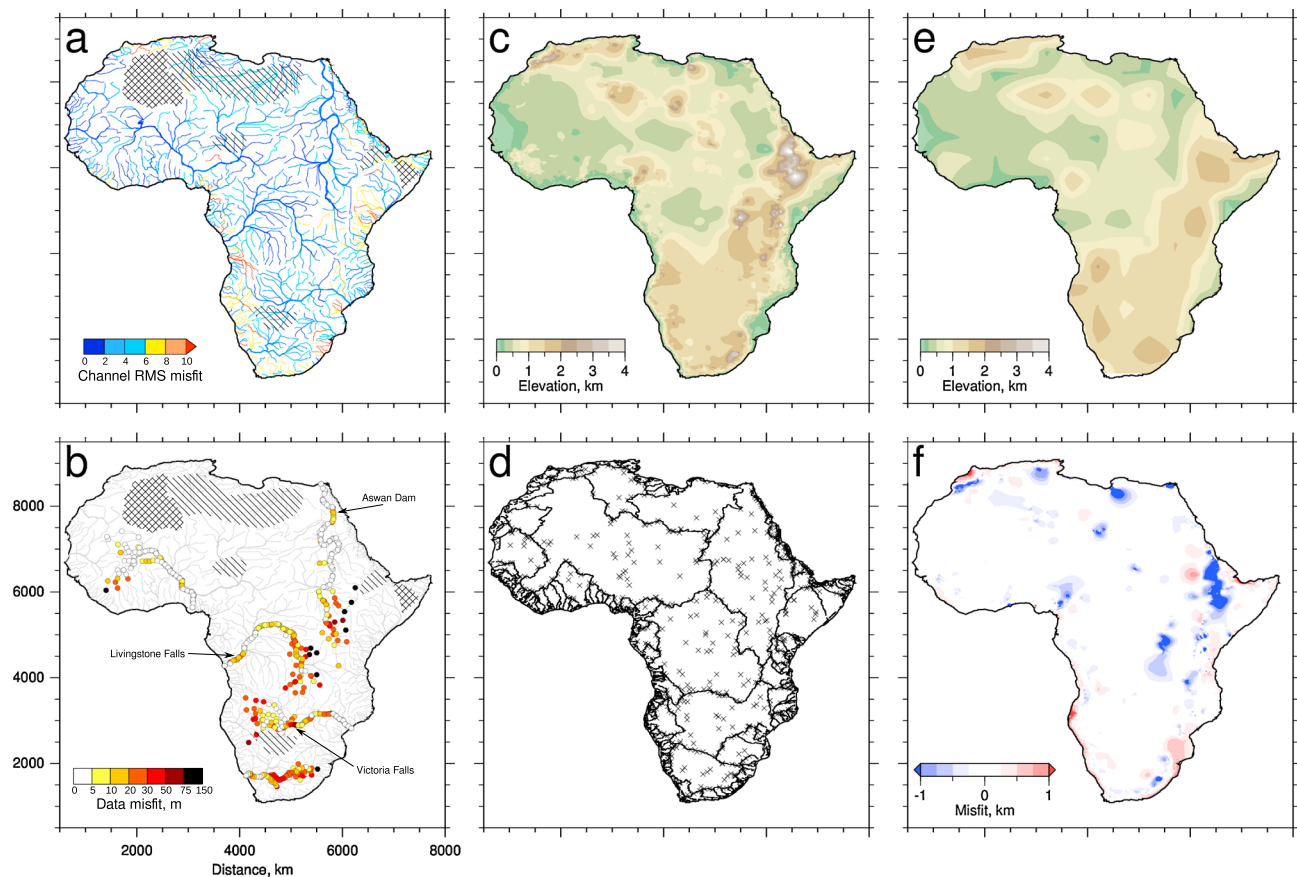 a
c
e
0 2 4 6 8 10
Channel RMS misfit
0 1 2 3 4
Elevation, km
0 1 2 3 4
Elevation, km
b
d
f
8000
6000
4000
2000
Aswan Dam
Livingstone Falls
Victoria Falls
0 5 10 20 30 50 75 150
Data misfit, m
-1 0 1
Misfit, km
2000 4000 6000 8000
Distance, km